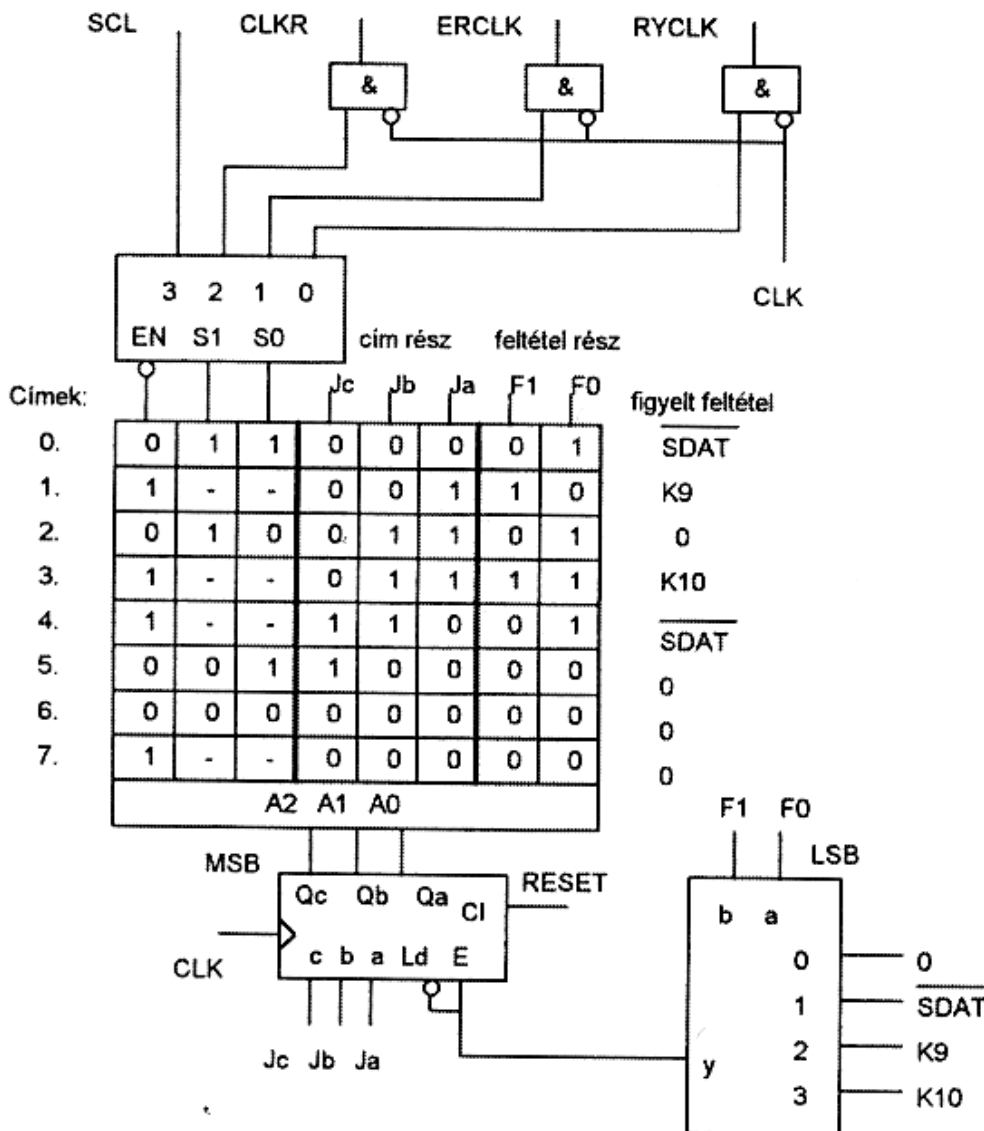 SCL CLKR ERCLK RYCLK
& & &
3 2 1 0
CLK
EN S1 S0 cím rész feltétel rész
Címek: Jc Jb Ja F1 F0 figyelt feltétel
0. 0 1 1 0 0 0 0 1 SDAT
1. 1 - - 0 0 1 1 0 K9
2. 0 1 0 0 1 1 0 1 0
3. 1 - - 0 1 1 1 1 K10
4. 1 - - 1 1 0 0 1 SDAT
5. 0 0 1 1 0 0 0 0 0
6. 0 0 0 0 0 0 0 0 0
7. 1 - - 0 0 0 0 0 0
A2 A1 A0
F1 F0
MSB LSB
Qc Qb Qa CI RESET
b a
CLK c b a Ld E
0 0
1 SDAT
Jc Jb Ja
y
2 K9
3 K10